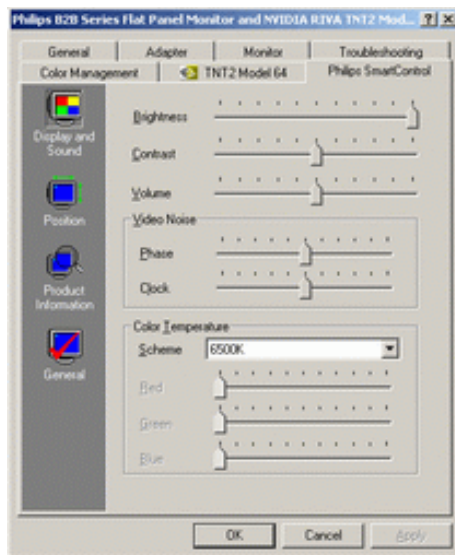 Philips B2B Series Flat Panel Monitor and NVIDIA RIVA TNT2 Mod...
General Adapter Monitor Troubleshooting
Color Management TNT2 Model 64 Philips SmartControl
Display and
Sound
Position
Product
Information
General
Brightness
Contrast
Volume
Video Noise
Phase
Clock
Color Temperature
Scheme 6500K
Red
Green
Blue
OK Cancel Apply